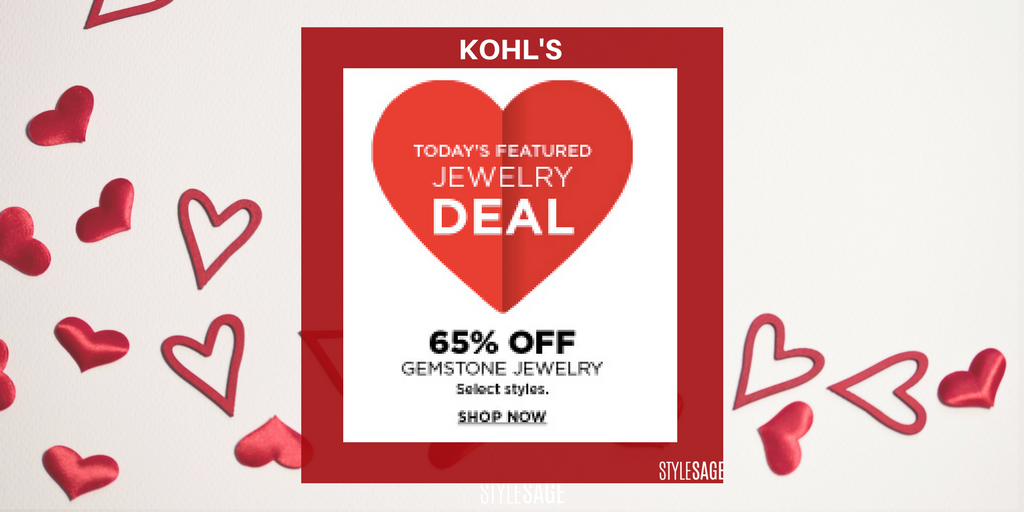 KOHL'S
TODAY'S FEATURED
JEWELRY
DEAL
65% OFF
GEMSTONE JEWELRY
Select styles.
SHOP NOW
STYLESAGE
STYLESAGE